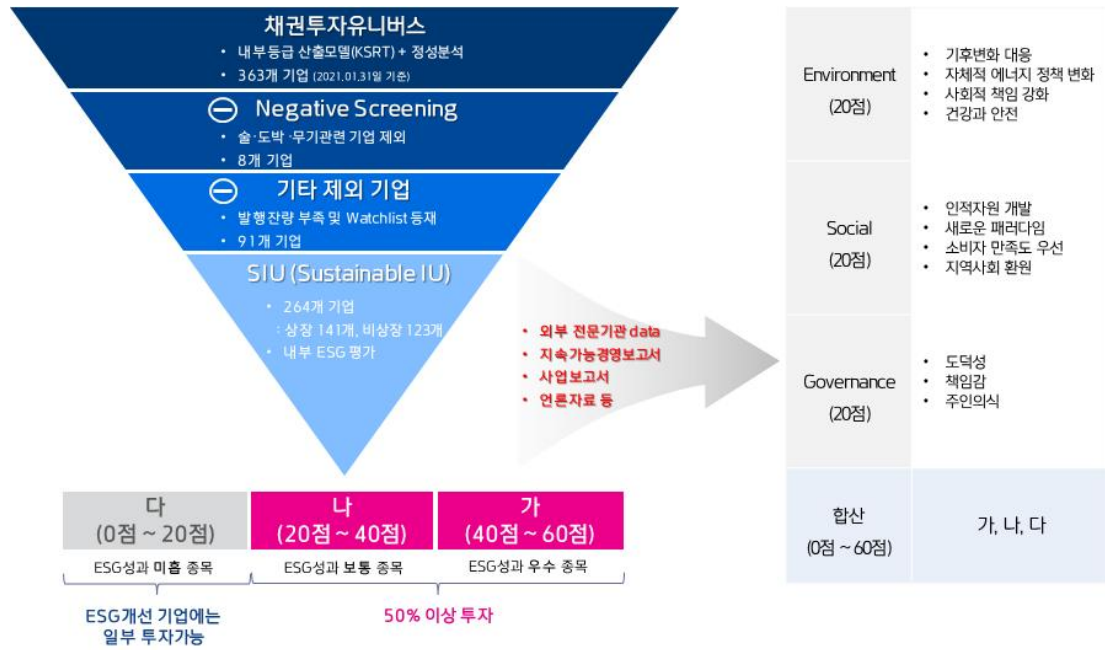 채권투자유니버스
• 내부등급 산출모델(KSRT) + 정성분석
• 363개 기업 (2021.01.31일 기준)
Negative Screening
• 술·도박·무기관련 기업 제외
• 8개 기업
기타 제외 기업
• 발행잔량 부족 및 Watchlist 등재
• 91개 기업
SIU (Sustainable IU)
• 264개 기업
: 상장 141개, 비상장 123개
• 내부 ESG 평가
• 외부 전문기관 data
• 지속가능경영보고서
• 사업보고서
• 언론자료 등
Environment
(20점)
• 기후변화 대응
• 자체적 에너지 정책 변화
• 사회적 책임 강화
• 건강과 안전
Social
(20점)
• 인적자원 개발
• 새로운 패러다임
• 소비자 만족도 우선
• 지역사회 환원
Governance
(20점)
• 도덕성
• 책임감
• 주인의식
합산
(0점 ~ 60점)
가, 나, 다
다
(0점 ~ 20점)
나
(20점 ~ 40점)
가
(40점 ~ 60점)
ESG성과 미흡 종목
ESG성과 보통 종목
ESG성과 우수 종목
ESG개선 기업에는
일부 투자가능
50% 이상 투자